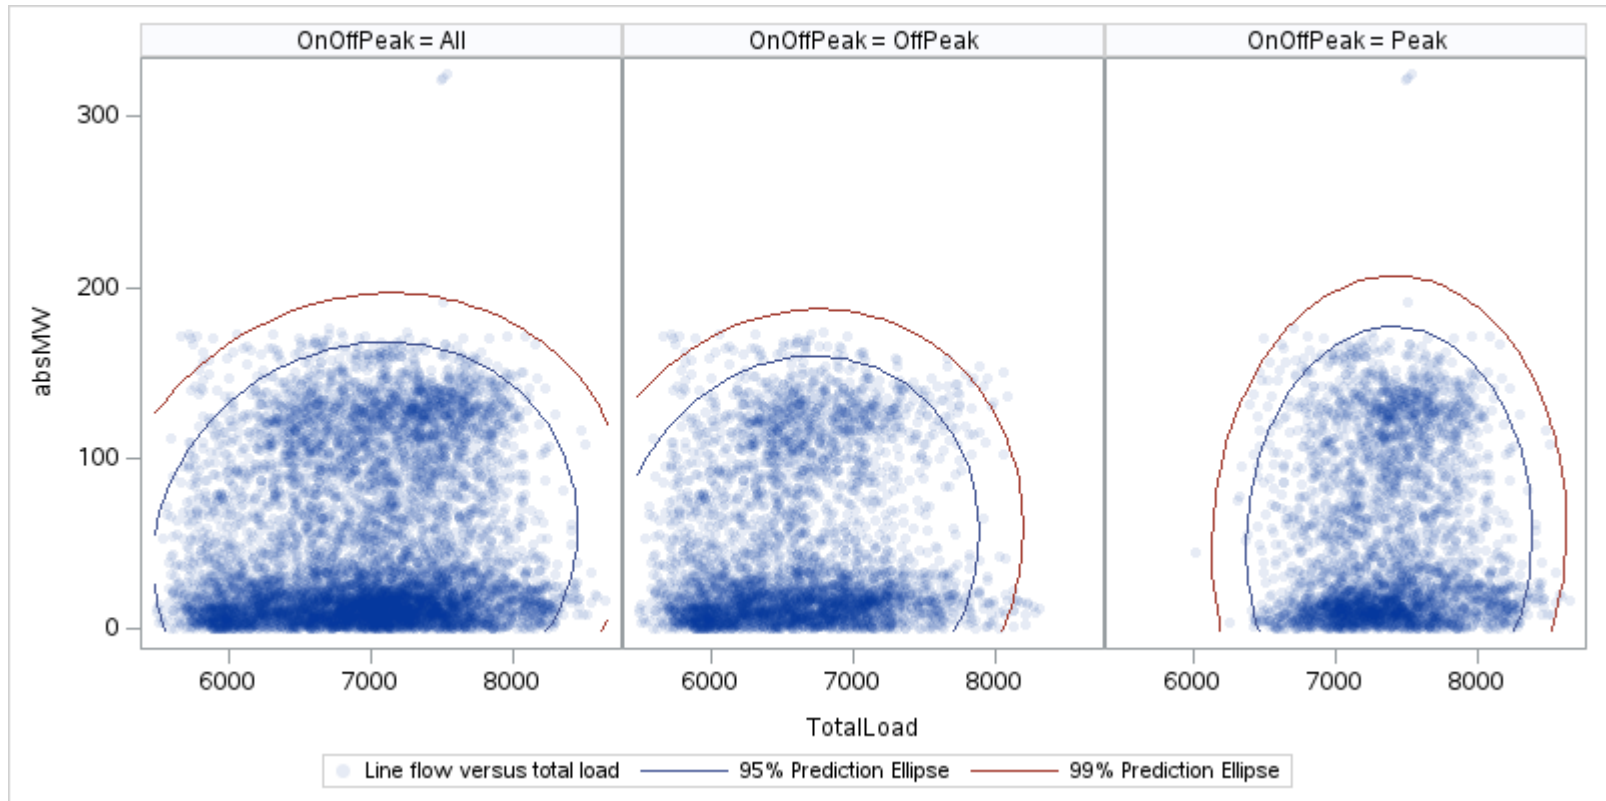 OnOffPeak = All OnOffPeak = OffPeak OnOffPeak = Peak
300
200
100
0
absMW
6000 7000 8000 6000 7000 8000 6000 7000 8000
TotalLoad
Line flow versus total load 95% Prediction Ellipse 99% Prediction Ellipse